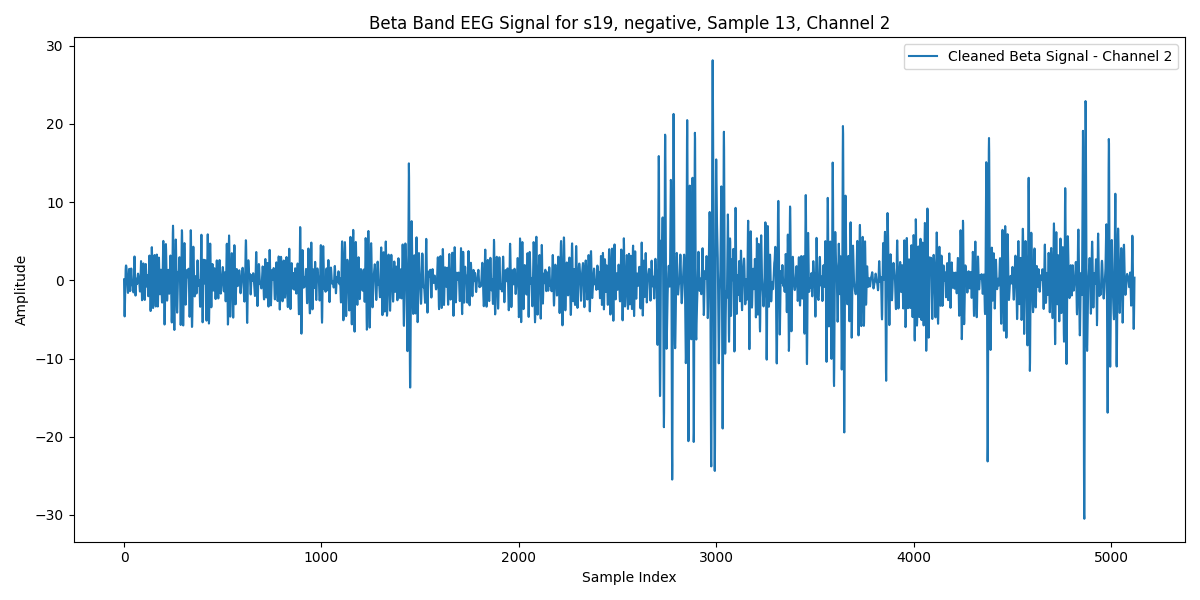 Beta Band EEG Signal for s19, negative, Sample 13, Channel 2
Cleaned Beta Signal - Channel 2
Amplitude
30
20
10
0
−10
−20
−30
0 1000 2000 3000 4000 5000
Sample Index